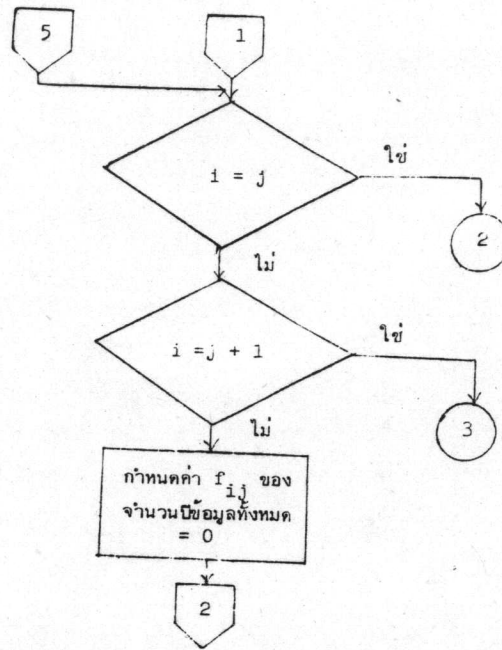 5
1
i = j
ใช่
2
ไม่
i = j + 1
ใช่
3
ไม่
กำหนดค่า f_ij ของ
จำนวนปีข้อมูลทั้งหมด
= 0
2